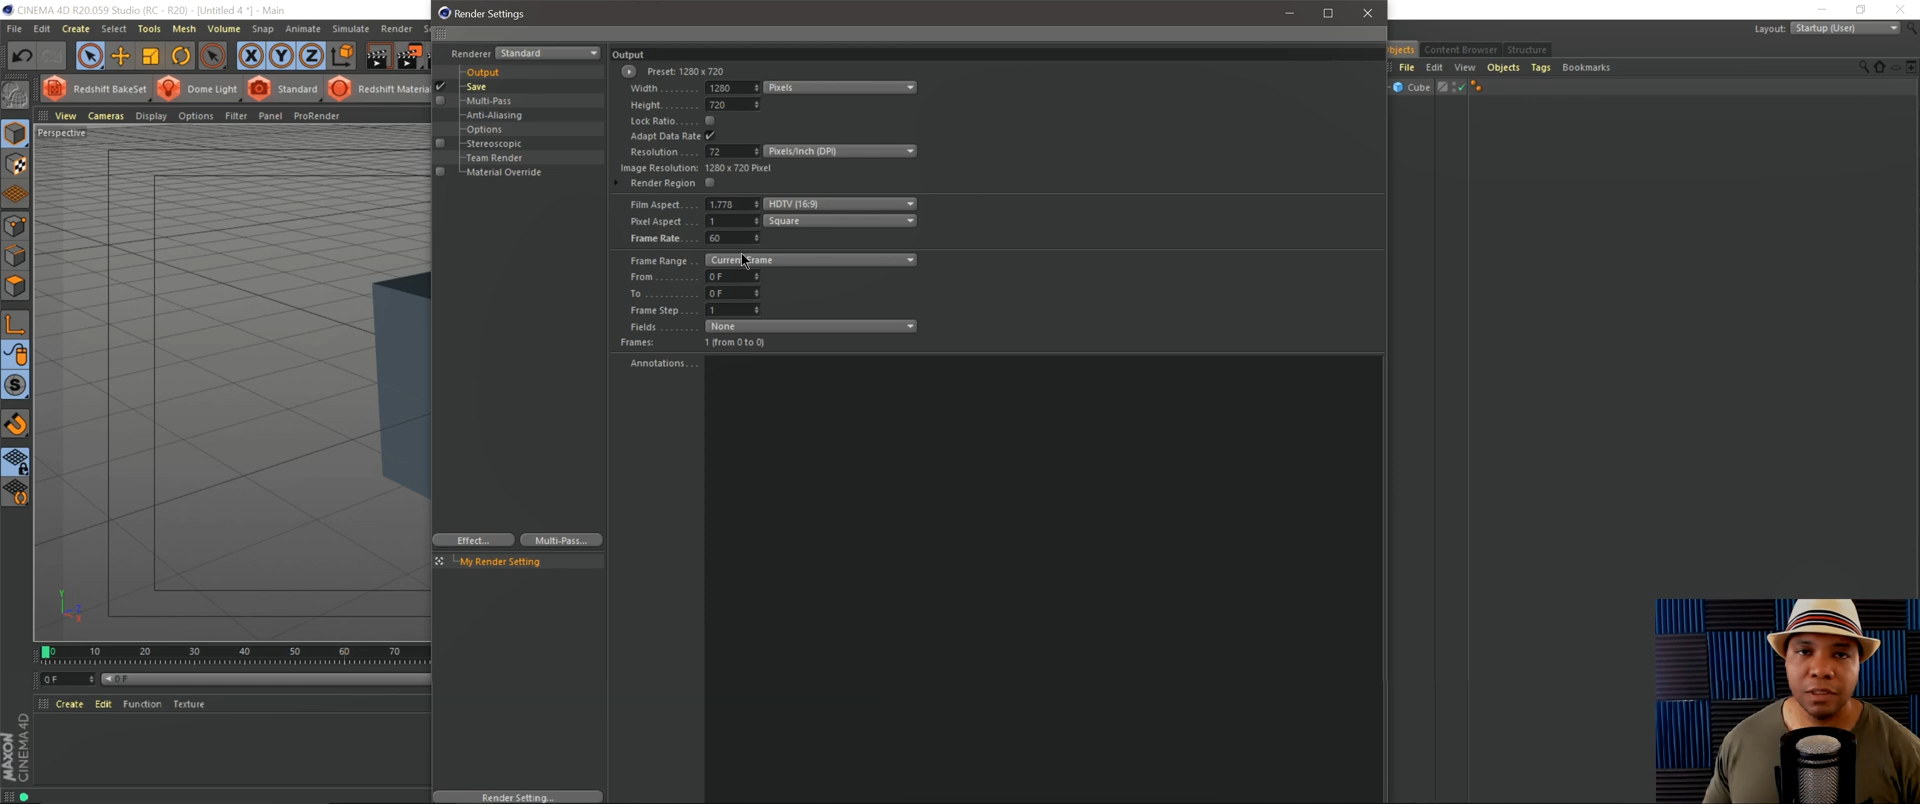 CINEMA 4D R20.059 Studio (RC - R20) - [Untitled 4 *] - Main
Render Settings
File Edit Create Select Tools Mesh Volume Snap Animate Simulate Render
Layout: Startup (User)
Renderer Standard
Output
Content Browser Structure
Output
Save
Multi-Pass
Anti-Aliasing
Options
Stereoscopic
Team Render
Material Override
Preset: 1280 x 720
Width 1280 Pixels
Height 720
Lock Ratio
Adapt Data Rate
Resolution 72 Pixels/Inch (DPI)
Image Resolution: 1280 x 720 Pixel
Render Region
Film Aspect 1.778 HDTV (16:9)
Pixel Aspect 1 Square
Frame Rate 60
Frame Range Current Frame
From 0 F
To 0 F
Frame Step 1
Fields None
Frames: 1 (from 0 to 0)
Annotations
File Edit View Objects Tags Bookmarks
Cube
Redshift BakeSet Dome Light Standard Redshift Material
View Cameras Display Options Filter Panel ProRender
Perspective
X Y Z
S
Y
Z
X
Effect... Multi-Pass...
My Render Setting
0 10 20 30 40 50 60 70
0 F 0 F
Create Edit Function Texture
MAXON
CINEMA 4D
Render Setting...